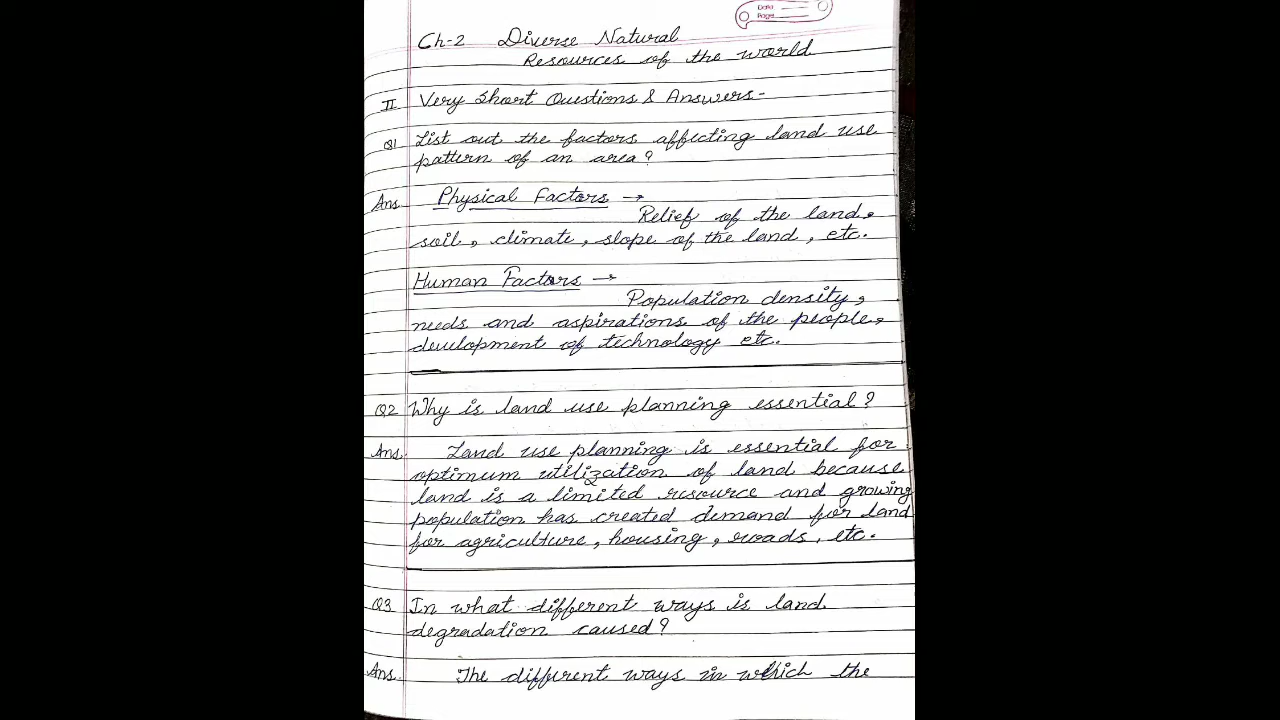 Date
Page
Ch-2 Diverse Natural
Resources of the world
II Very Short Questions & Answers-
Q1 List out the factors affecting land use
pattern of an area?
Ans Physical Factors →
Relief of the land,
soil, climate, slope of the land, etc.
Human Factors →
Population density,
needs and aspirations of the people,
development of technology etc.
Q2 Why is land use planning essential?
Ans. Land use planning is essential for
optimum utilization of land because
land is a limited resource and growing
population has created demand for land
for agriculture, housing, roads, etc.
Q3 In what different ways is land
degradation caused?
Ans. The different ways in which the